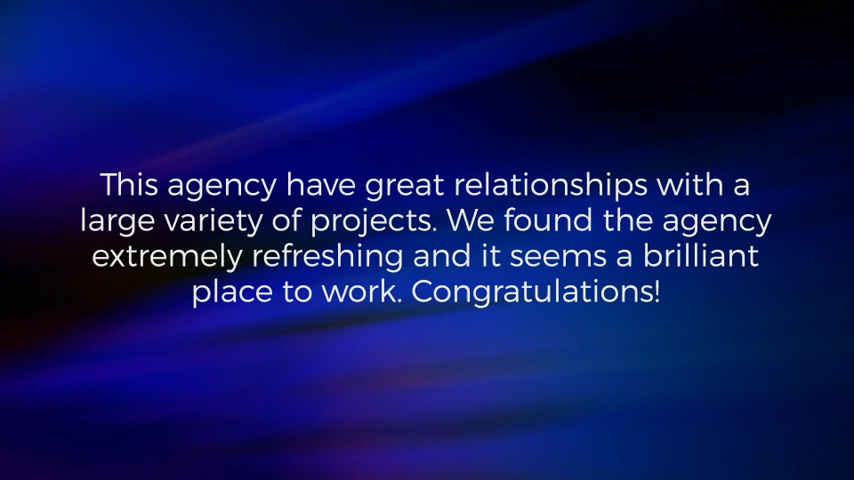 This agency have great relationships with a
large variety of projects. We found the agency
extremely refreshing and it seems a brilliant
place to work. Congratulations!